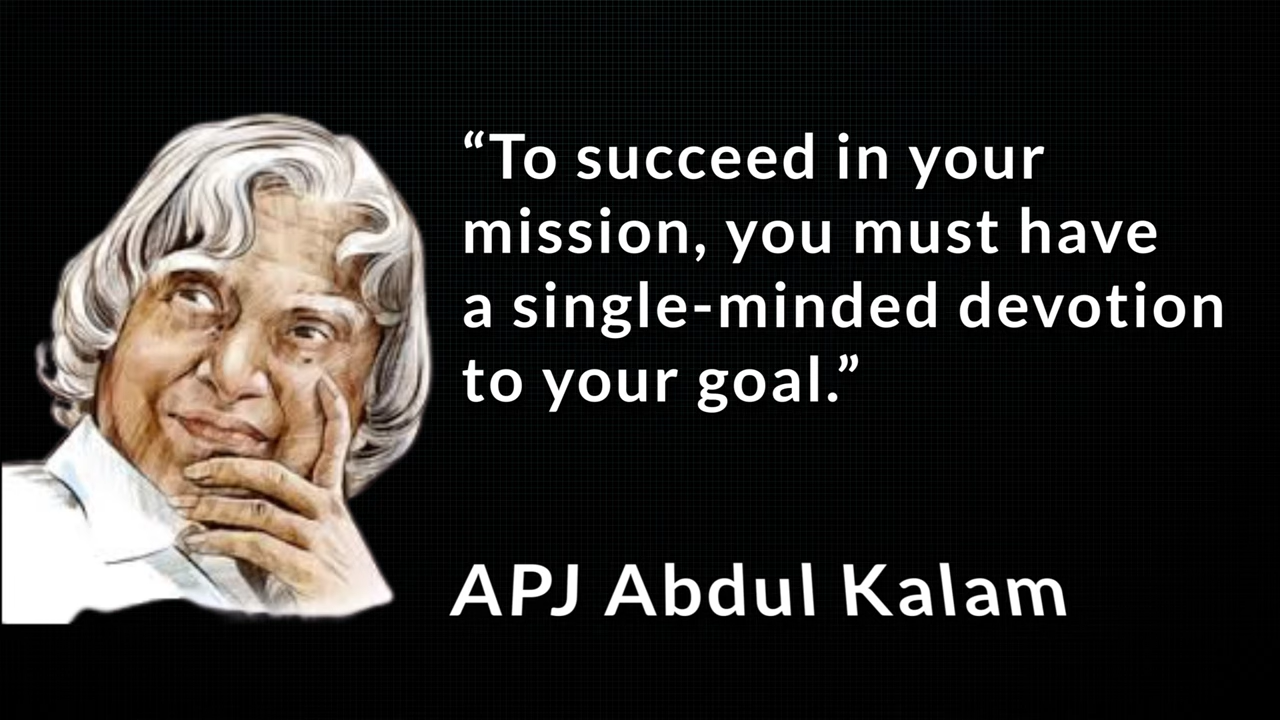 “To succeed in your
mission, you must have
a single-minded devotion
to your goal.”
APJ Abdul Kalam